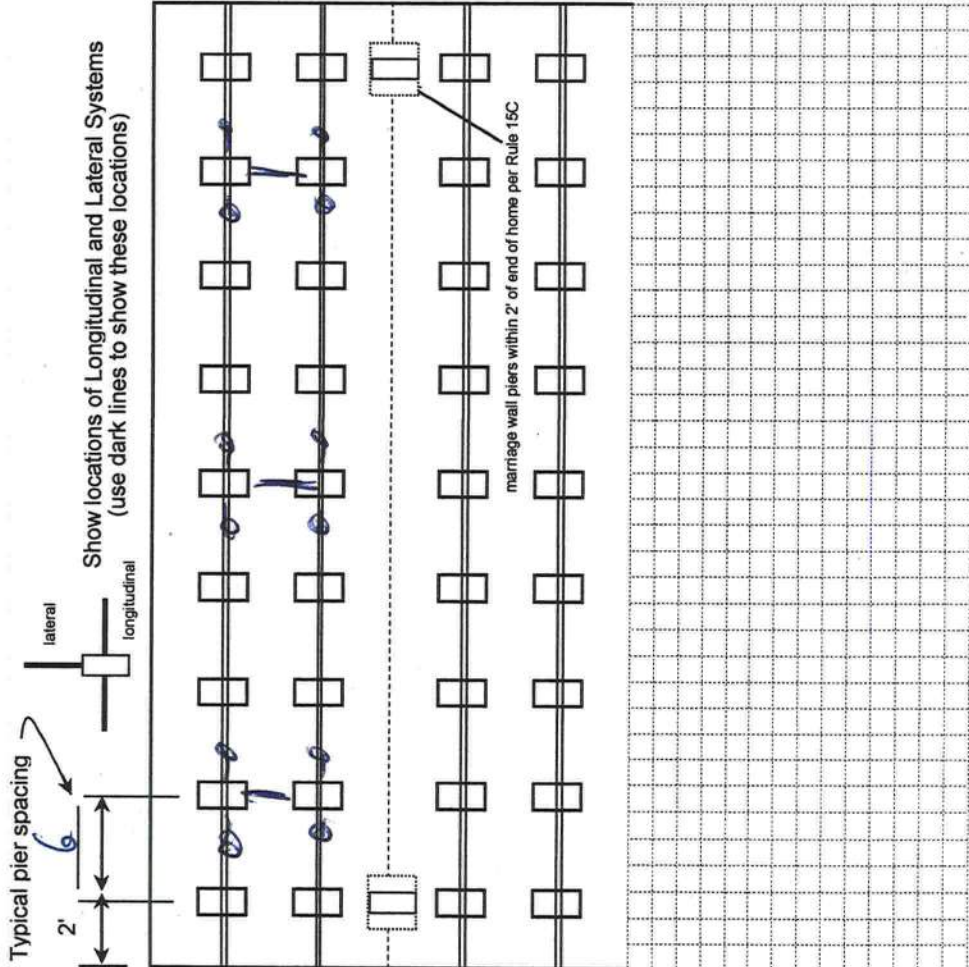 Typical pier spacing
6
2'
lateral
longitudinal
Show locations of Longitudinal and Lateral Systems
(use dark lines to show these locations)
marriage wall piers within 2' of end of home per Rule 15C